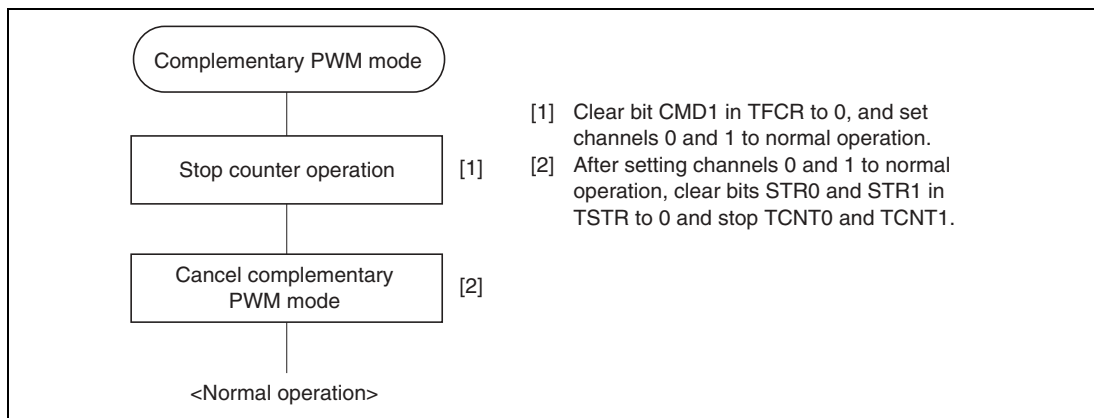 Complementary PWM mode
Stop counter operation
[1]
Cancel complementary
PWM mode
[2]
<Normal operation>
[1] Clear bit CMD1 in TFCR to 0, and set
channels 0 and 1 to normal operation.
[2] After setting channels 0 and 1 to normal
operation, clear bits STR0 and STR1 in
TSTR to 0 and stop TCNT0 and TCNT1.